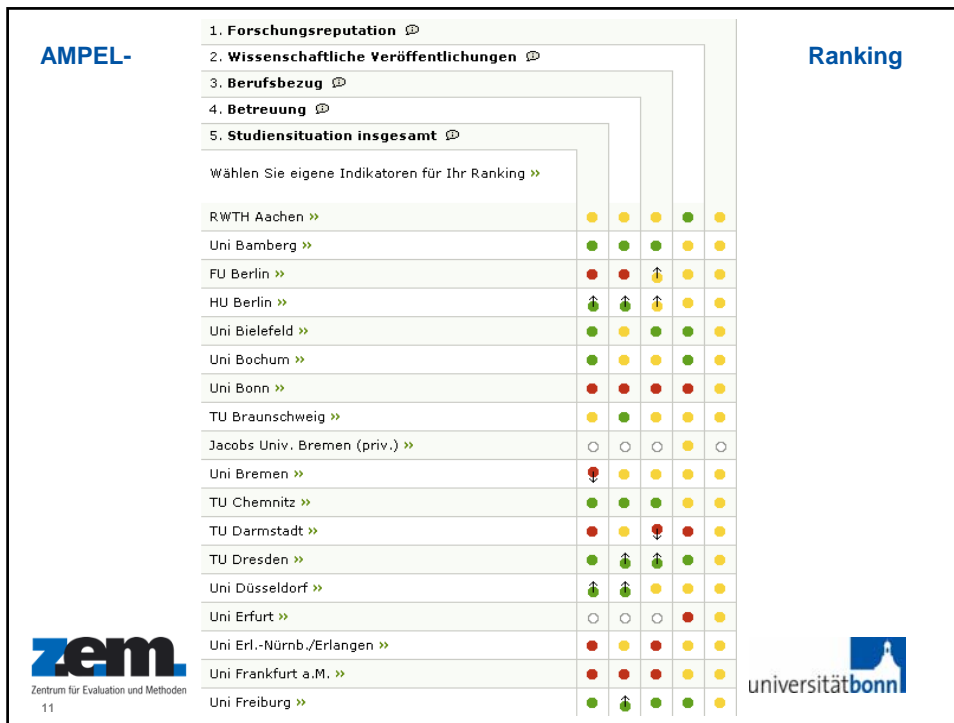 AMPEL-
Ranking
1. Forschungsreputation
2. Wissenschaftliche Veröffentlichungen
3. Berufsbezug
4. Betreuung
5. Studiensituation insgesamt
Wählen Sie eigene Indikatoren für Ihr Ranking »
RWTH Aachen »
Uni Bamberg »
FU Berlin »
HU Berlin »
Uni Bielefeld »
Uni Bochum »
Uni Bonn »
TU Braunschweig »
Jacobs Univ. Bremen (priv.) »
Uni Bremen »
TU Chemnitz »
TU Darmstadt »
TU Dresden »
Uni Düsseldorf »
Uni Erfurt »
Uni Erl.-Nürnb./Erlangen »
Uni Frankfurt a.M. »
Uni Freiburg »
zem.
Zentrum für Evaluation und Methoden
11
universitätbonn